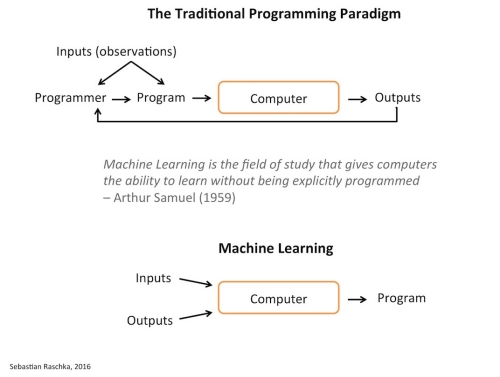 The Traditional Programming Paradigm
Inputs (observations)
Programmer Program Computer Outputs
Machine Learning is the field of study that gives computers
the ability to learn without being explicitly programmed
– Arthur Samuel (1959)
Machine Learning
Inputs
Computer Program
Outputs
Sebastian Raschka, 2016